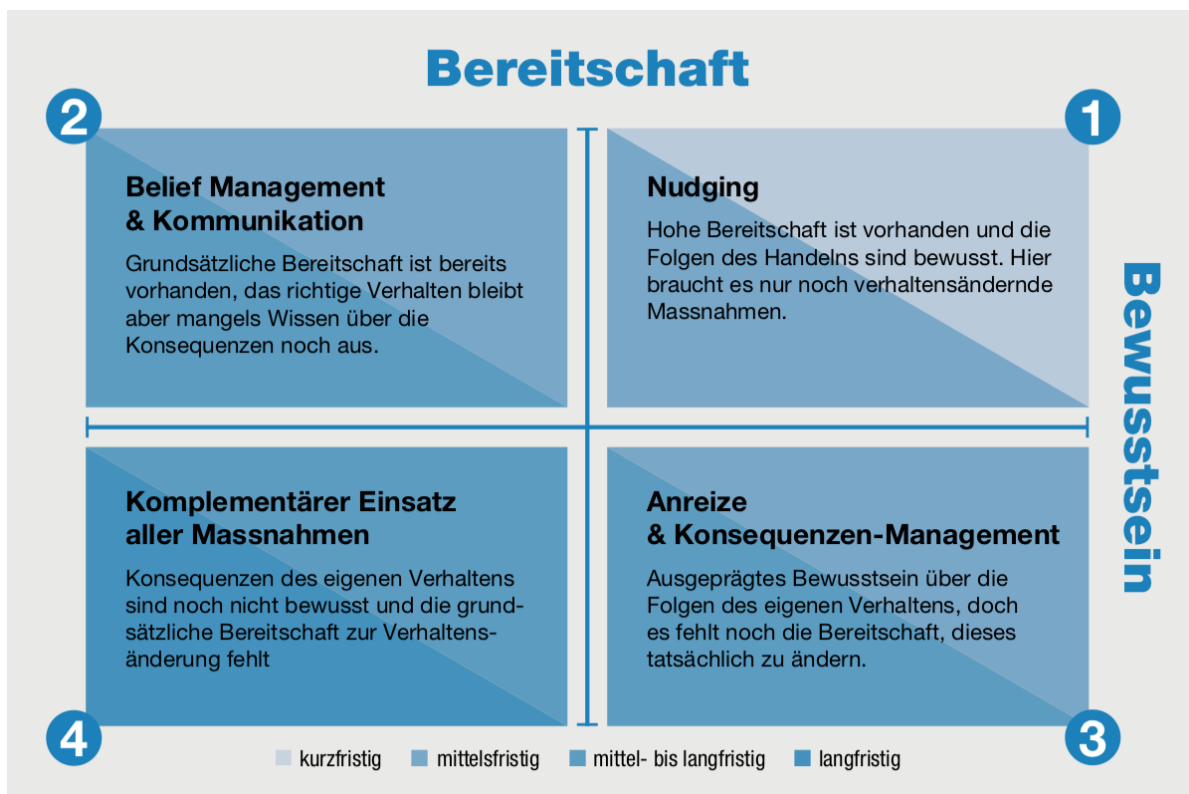 Bereitschaft
2
Belief Management
& Kommunikation
Grundsätzliche Bereitschaft ist bereits
vorhanden, das richtige Verhalten bleibt
aber mangels Wissen über die
Konsequenzen noch aus.
1
Nudging
Hohe Bereitschaft ist vorhanden und die
Folgen des Handelns sind bewusst. Hier
braucht es nur noch verhaltensändernde
Massnahmen.
Bewusstsein
Komplementärer Einsatz
aller Massnahmen
Konsequenzen des eigenen Verhaltens
sind noch nicht bewusst und die grund-
sätzliche Bereitschaft zur Verhaltens-
änderung fehlt
4
Anreize
& Konsequenzen-Management
Ausgeprägtes Bewusstsein über die
Folgen des eigenen Verhaltens, doch
es fehlt noch die Bereitschaft, dieses
tatsächlich zu ändern.
3
kurzfristig mittelsfristig mittel- bis langfristig langfristig